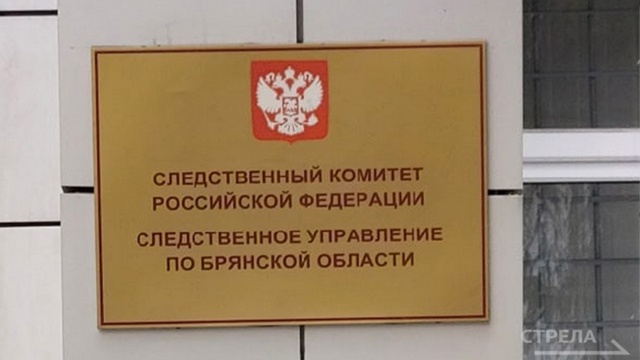 СЛЕДСТВЕННЫЙ КОМИТЕТ
РОССИЙСКОЙ ФЕДЕРАЦИИ
СЛЕДСТВЕННОЕ УПРАВЛЕНИЕ
ПО БРЯНСКОЙ ОБЛАСТИ
СТРЕЛА